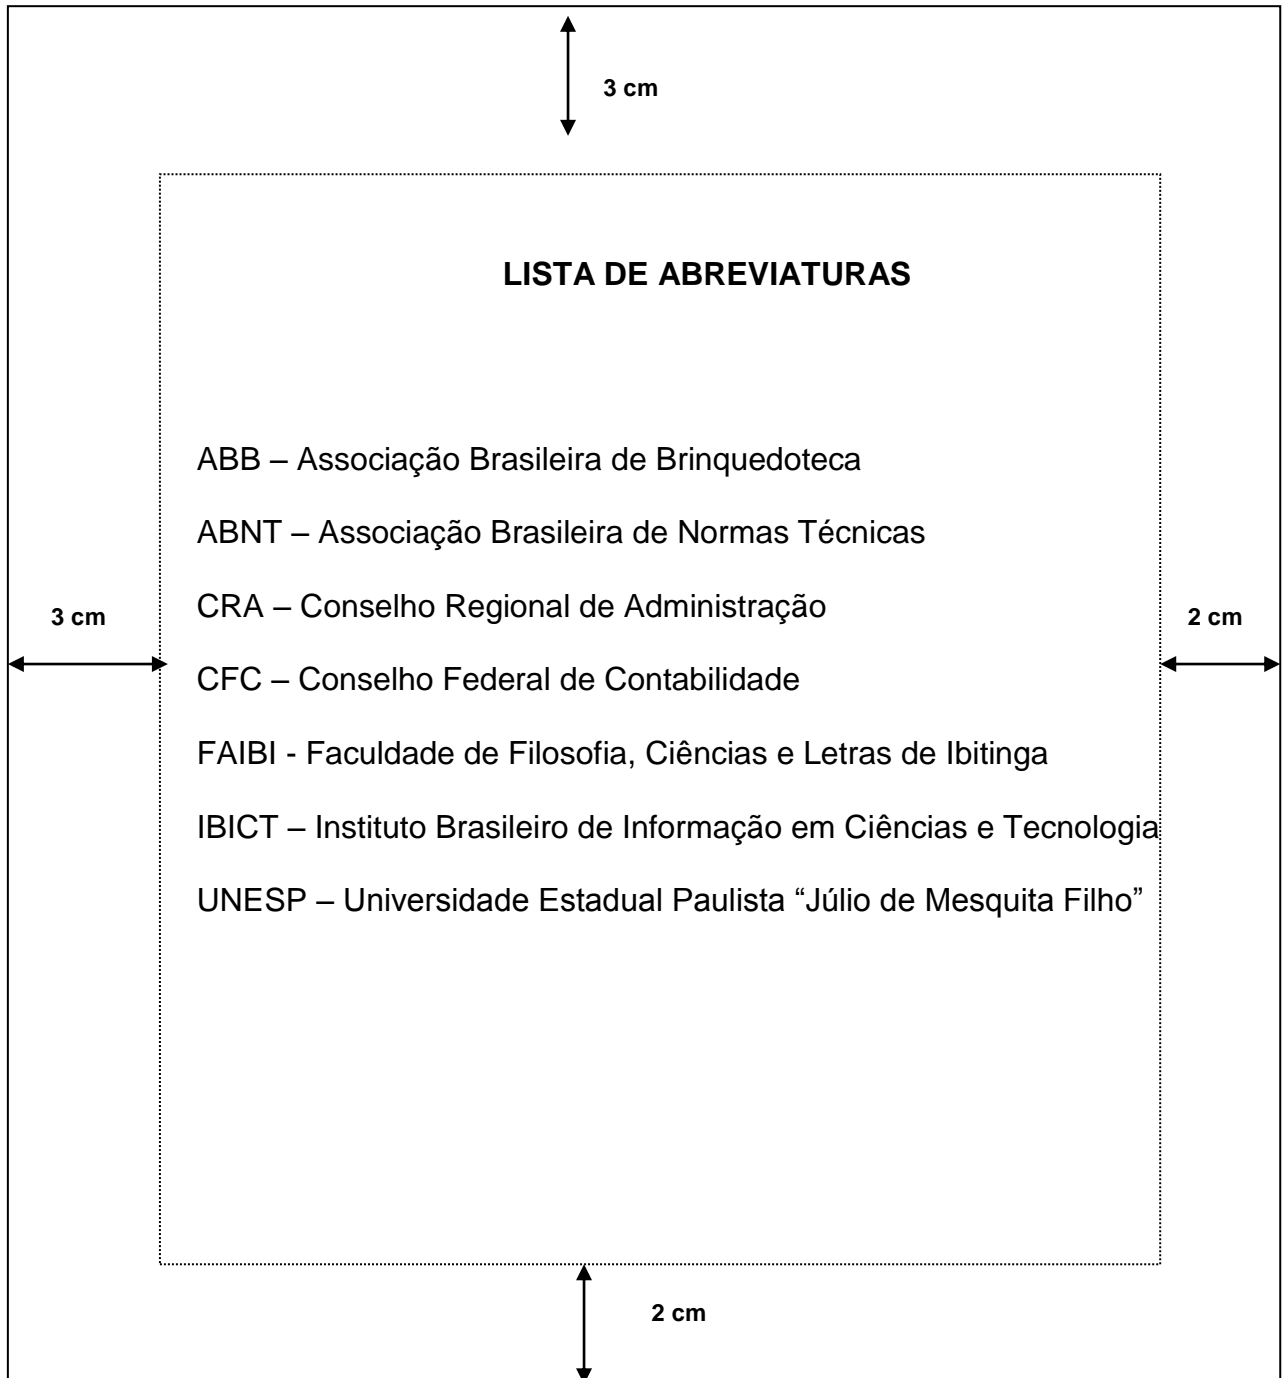 3 cm
LISTA DE ABREVIATURAS
ABB – Associação Brasileira de Brinquedoteca
ABNT – Associação Brasileira de Normas Técnicas
CRA – Conselho Regional de Administração
3 cm
2 cm
CFC – Conselho Federal de Contabilidade
FAIBI - Faculdade de Filosofia, Ciências e Letras de Ibitinga
IBICT – Instituto Brasileiro de Informação em Ciências e Tecnologia
UNESP – Universidade Estadual Paulista “Júlio de Mesquita Filho”
2 cm